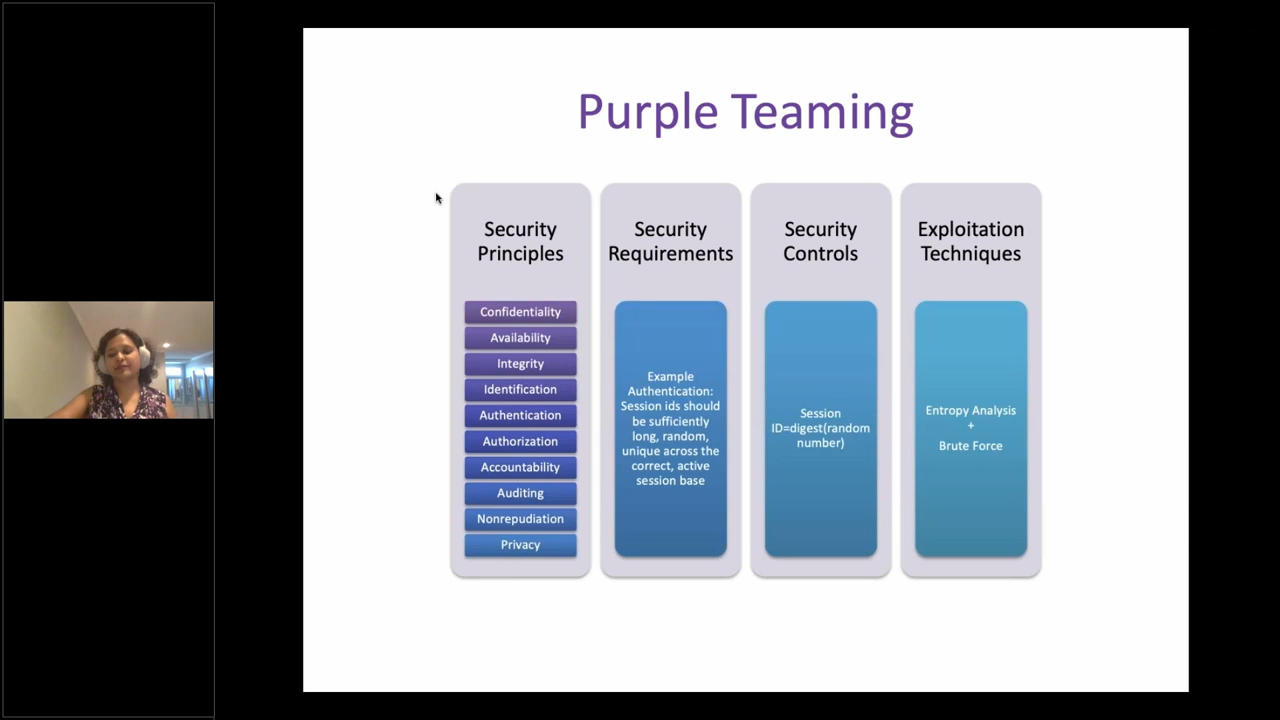 Purple Teaming
Security
Principles
Confidentiality
Availability
Integrity
Identification
Authentication
Authorization
Accountability
Auditing
Nonrepudiation
Privacy
Security
Requirements
Example
Authentication:
Session ids should
be sufficiently
long, random,
unique across the
correct, active
session base
Security
Controls
Session
ID=digest(random
number)
Exploitation
Techniques
Entropy Analysis
+
Brute Force